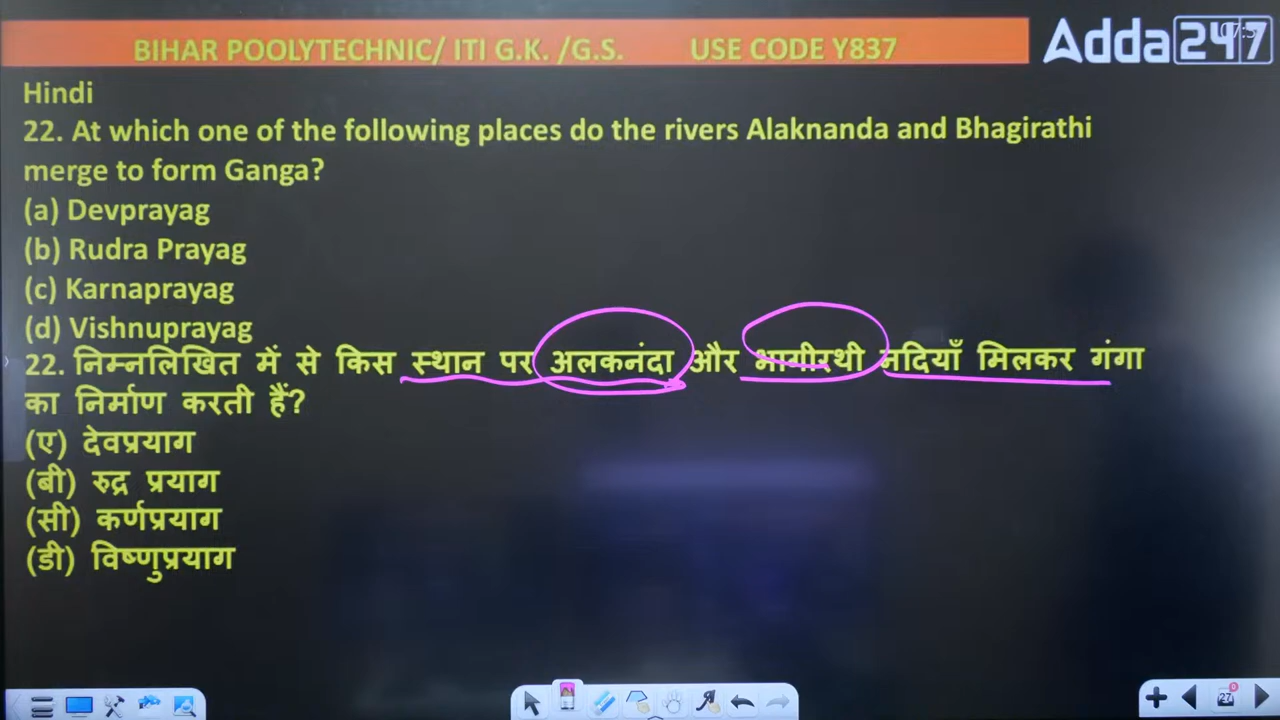 BIHAR POOLYTECHNIC/ ITI G.K. /G.S. USE CODE Y837
Adda247
Hindi
22. At which one of the following places do the rivers Alaknanda and Bhagirathi
merge to form Ganga?
(a) Devprayag
(b) Rudra Prayag
(c) Karnaprayag
(d) Vishnuprayag
22. निम्नलिखित में से किस स्थान पर अलकनंदा और भागीरथी नदियाँ मिलकर गंगा
का निर्माण करती हैं?
(ए) देवप्रयाग
(बी) रुद्र प्रयाग
(सी) कर्णप्रयाग
(डी) विष्णुप्रयाग